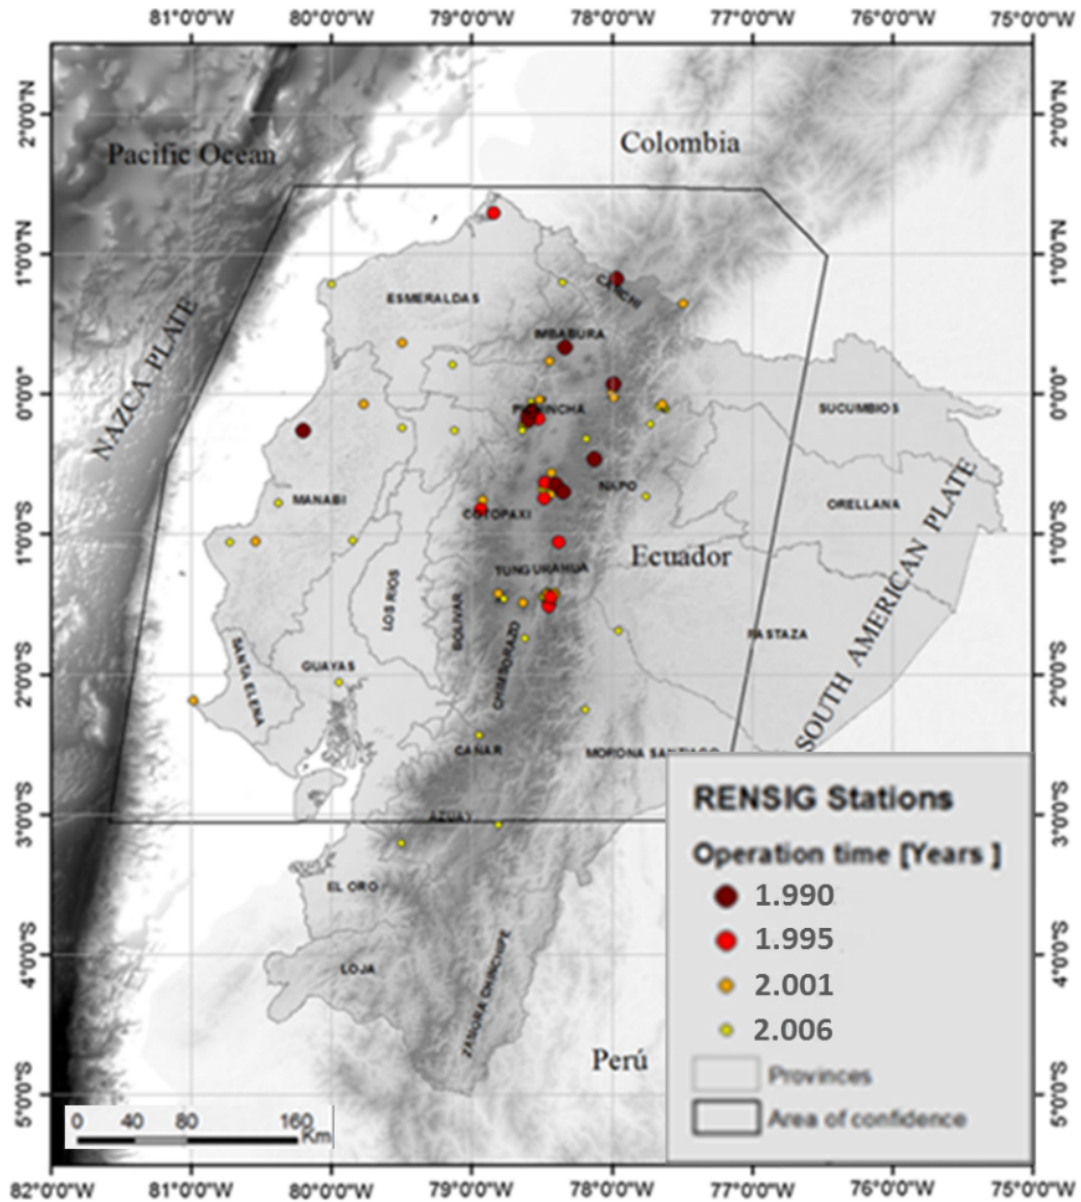 81°0'0"W 80°0'0"W 79°0'0"W 78°0'0"W 77°0'0"W 76°0'0"W 75°0'0"W
2°0'0"N
1°0'0"N
0°0'0"
1°0'0"S
2°0'0"S
3°0'0"S
4°0'0"S
5°0'0"S
Pacific Ocean
Colombia
NAZCA PLATE
ESMERALDAS
CARCHI
IMBABURA
PICHINCHA
SUCUMBIOS
MANABI
NAPO
COTOPAXI
ORELLANA
Ecuador
TUNGURAHUA
LOS RIOS
BOLIVAR
PASTAZA
SOUTH AMERICAN PLATE
SANTA ELENA
GUAYAS
CHIMBORAZO
CAÑAR
MORONA SANTIAGO
AZUAY
EL ORO
LOJA
ZAMORA CHINCHIPE
Perú
RENSIG Stations
Operation time [Years ]
1.990
1.995
2.001
2.006
Provinces
Area of confidence
0 40 80 160
Km
2°0'0"N
1°0'0"N
0°0'0"
1°0'0"S
2°0'0"S
3°0'0"S
4°0'0"S
5°0'0"S
82°0'0"W 81°0'0"W 80°0'0"W 79°0'0"W 78°0'0"W 77°0'0"W 76°0'0"W 75°0'0"W